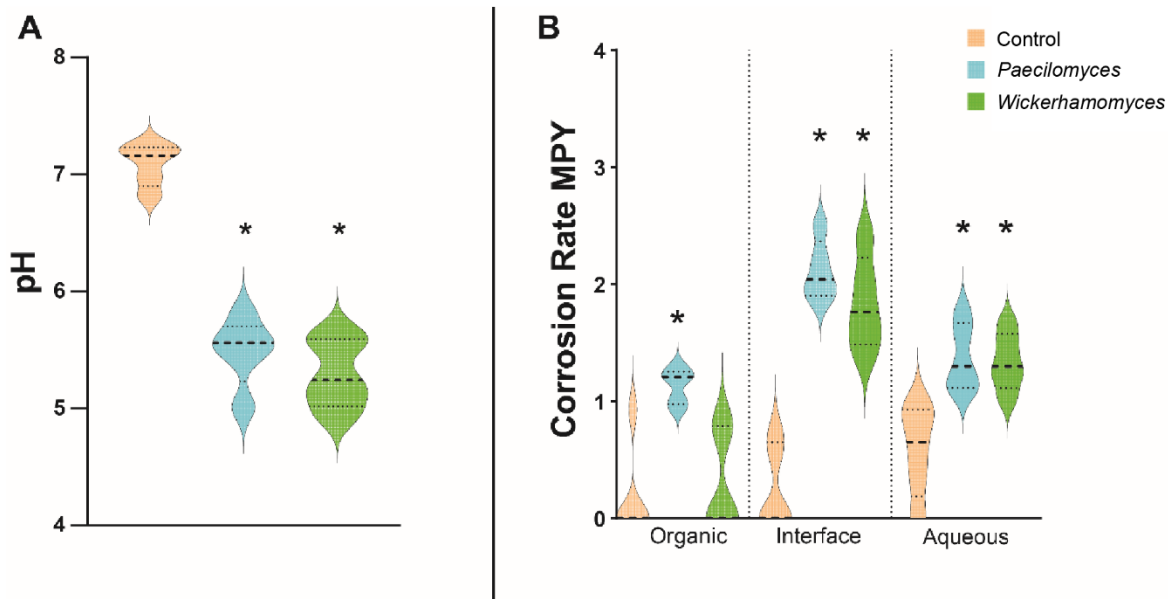 A
pH
8
7
6
5
4
*
*
B
Corrosion Rate MPY
4
3
2
1
0
*
*
*
*
*
Organic
Interface
Aqueous
Control
Paecilomyces
Wickerhamomyces